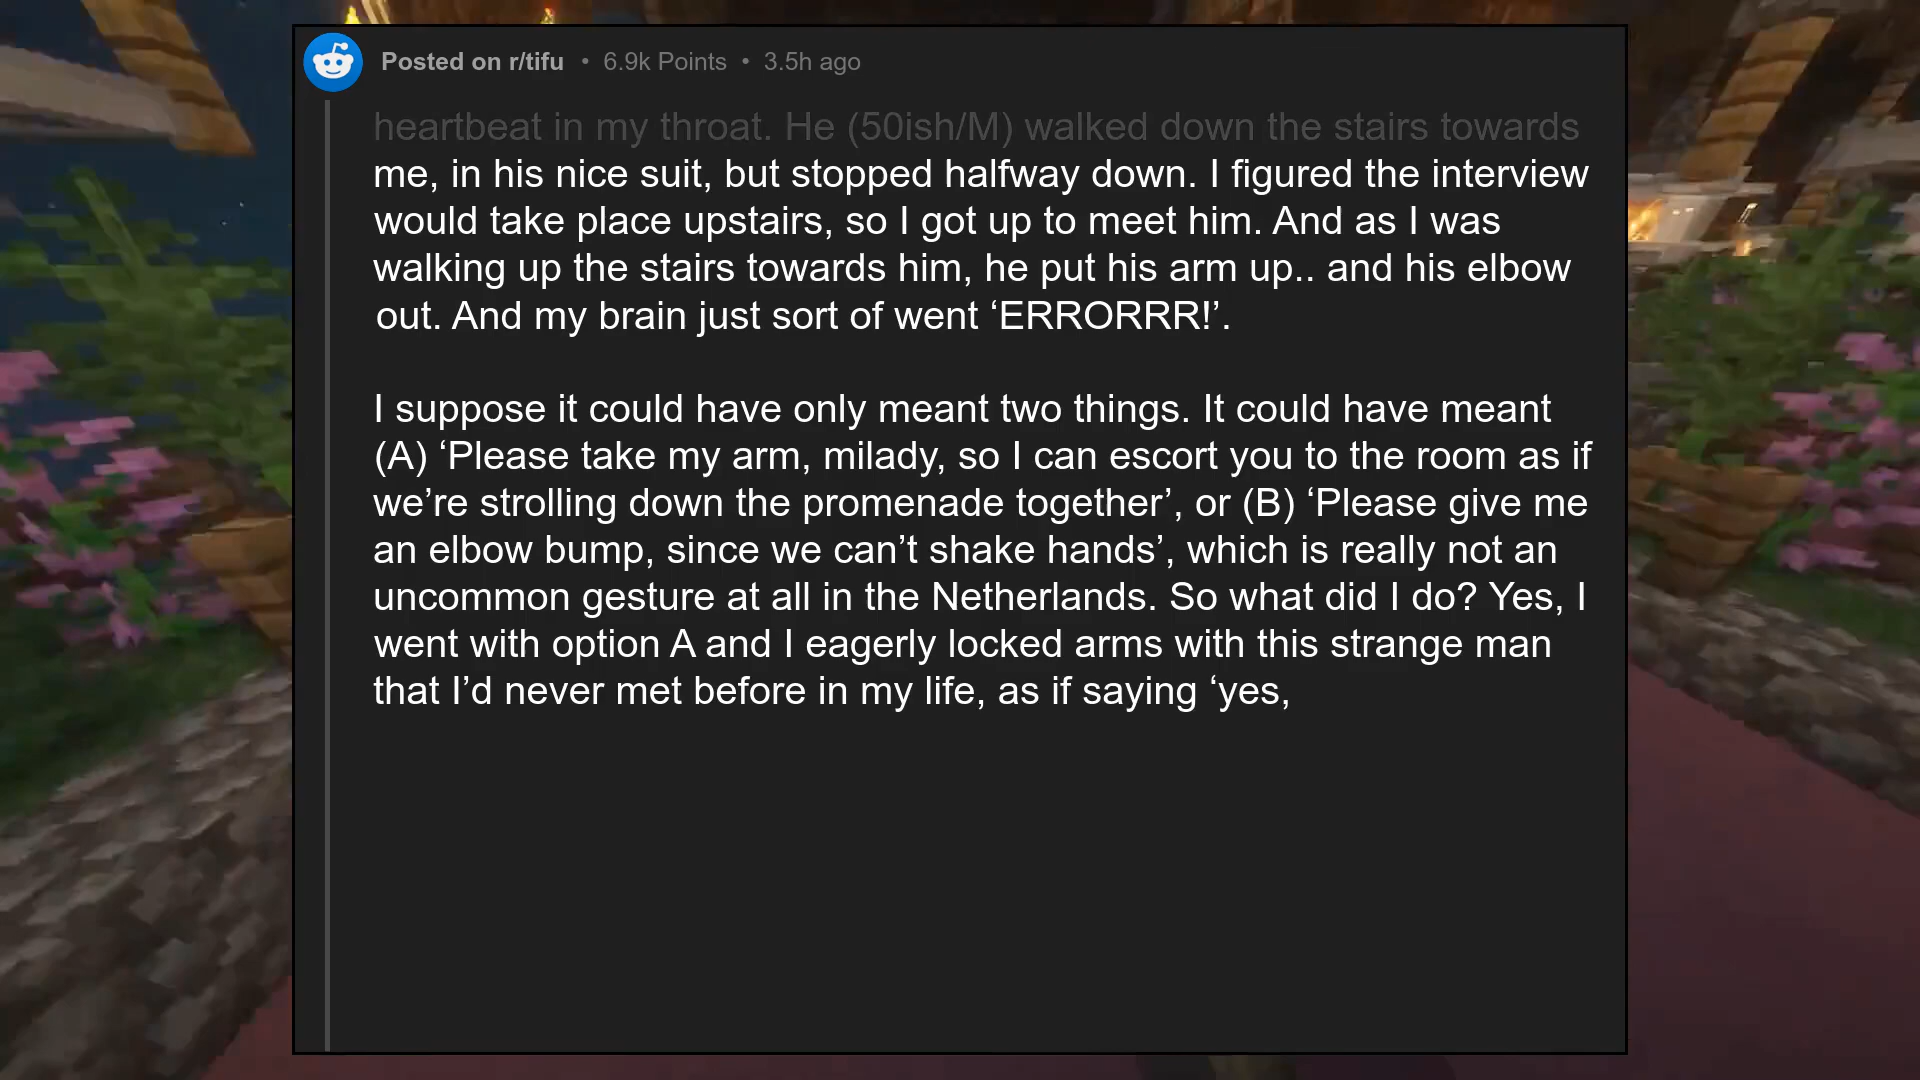 Posted on r/tifu • 6.9k Points • 3.5h ago
heartbeat in my throat. He (50ish/M) walked down the stairs towards
me, in his nice suit, but stopped halfway down. I figured the interview
would take place upstairs, so I got up to meet him. And as I was
walking up the stairs towards him, he put his arm up.. and his elbow
out. And my brain just sort of went ‘ERRORRR!’.
I suppose it could have only meant two things. It could have meant
(A) ‘Please take my arm, milady, so I can escort you to the room as if
we’re strolling down the promenade together’, or (B) ‘Please give me
an elbow bump, since we can’t shake hands’, which is really not an
uncommon gesture at all in the Netherlands. So what did I do? Yes, I
went with option A and I eagerly locked arms with this strange man
that I’d never met before in my life, as if saying ‘yes,